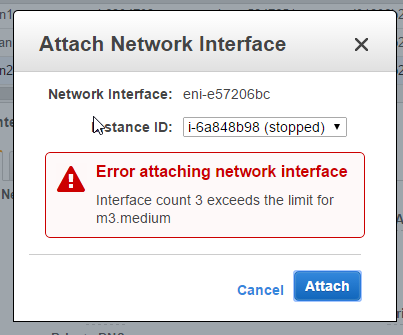 Attach Network Interface
Network Interface: eni-e57206bc
stance ID: i-6a848b98 (stopped)
Error attaching network interface
Interface count 3 exceeds the limit for
m3.medium
Cancel
Attach